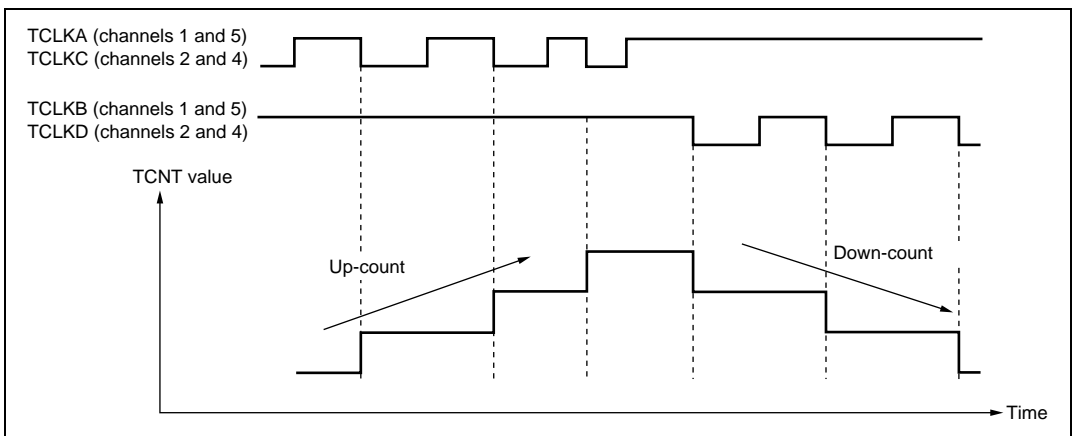 TCLKA (channels 1 and 5)
TCLKC (channels 2 and 4)
TCLKB (channels 1 and 5)
TCLKD (channels 2 and 4)
TCNT value
Up-count
Down-count
Time